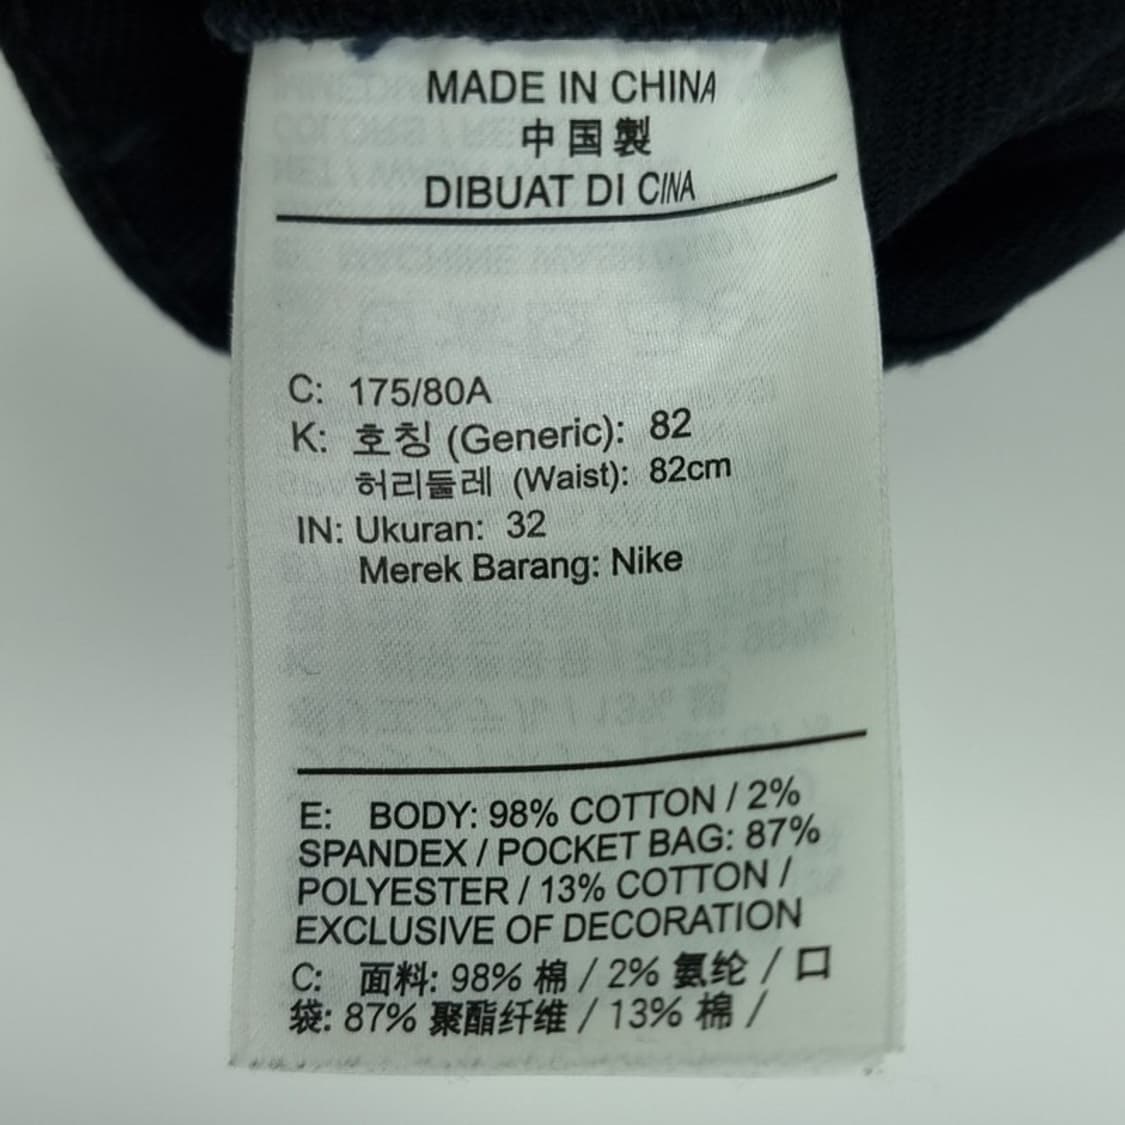 MADE IN CHINA
中国製
DIBUAT DI CINA
C: 175/80A
K: 호칭 (Generic): 82
허리둘레 (Waist): 82cm
IN: Ukuran: 32
Merek Barang: Nike
E: BODY: 98% COTTON / 2%
SPANDEX / POCKET BAG: 87%
POLYESTER / 13% COTTON /
EXCLUSIVE OF DECORATION
C: 面料: 98% 棉 / 2% 氨纶 / 口
袋: 87% 聚酯纤维 / 13% 棉 /